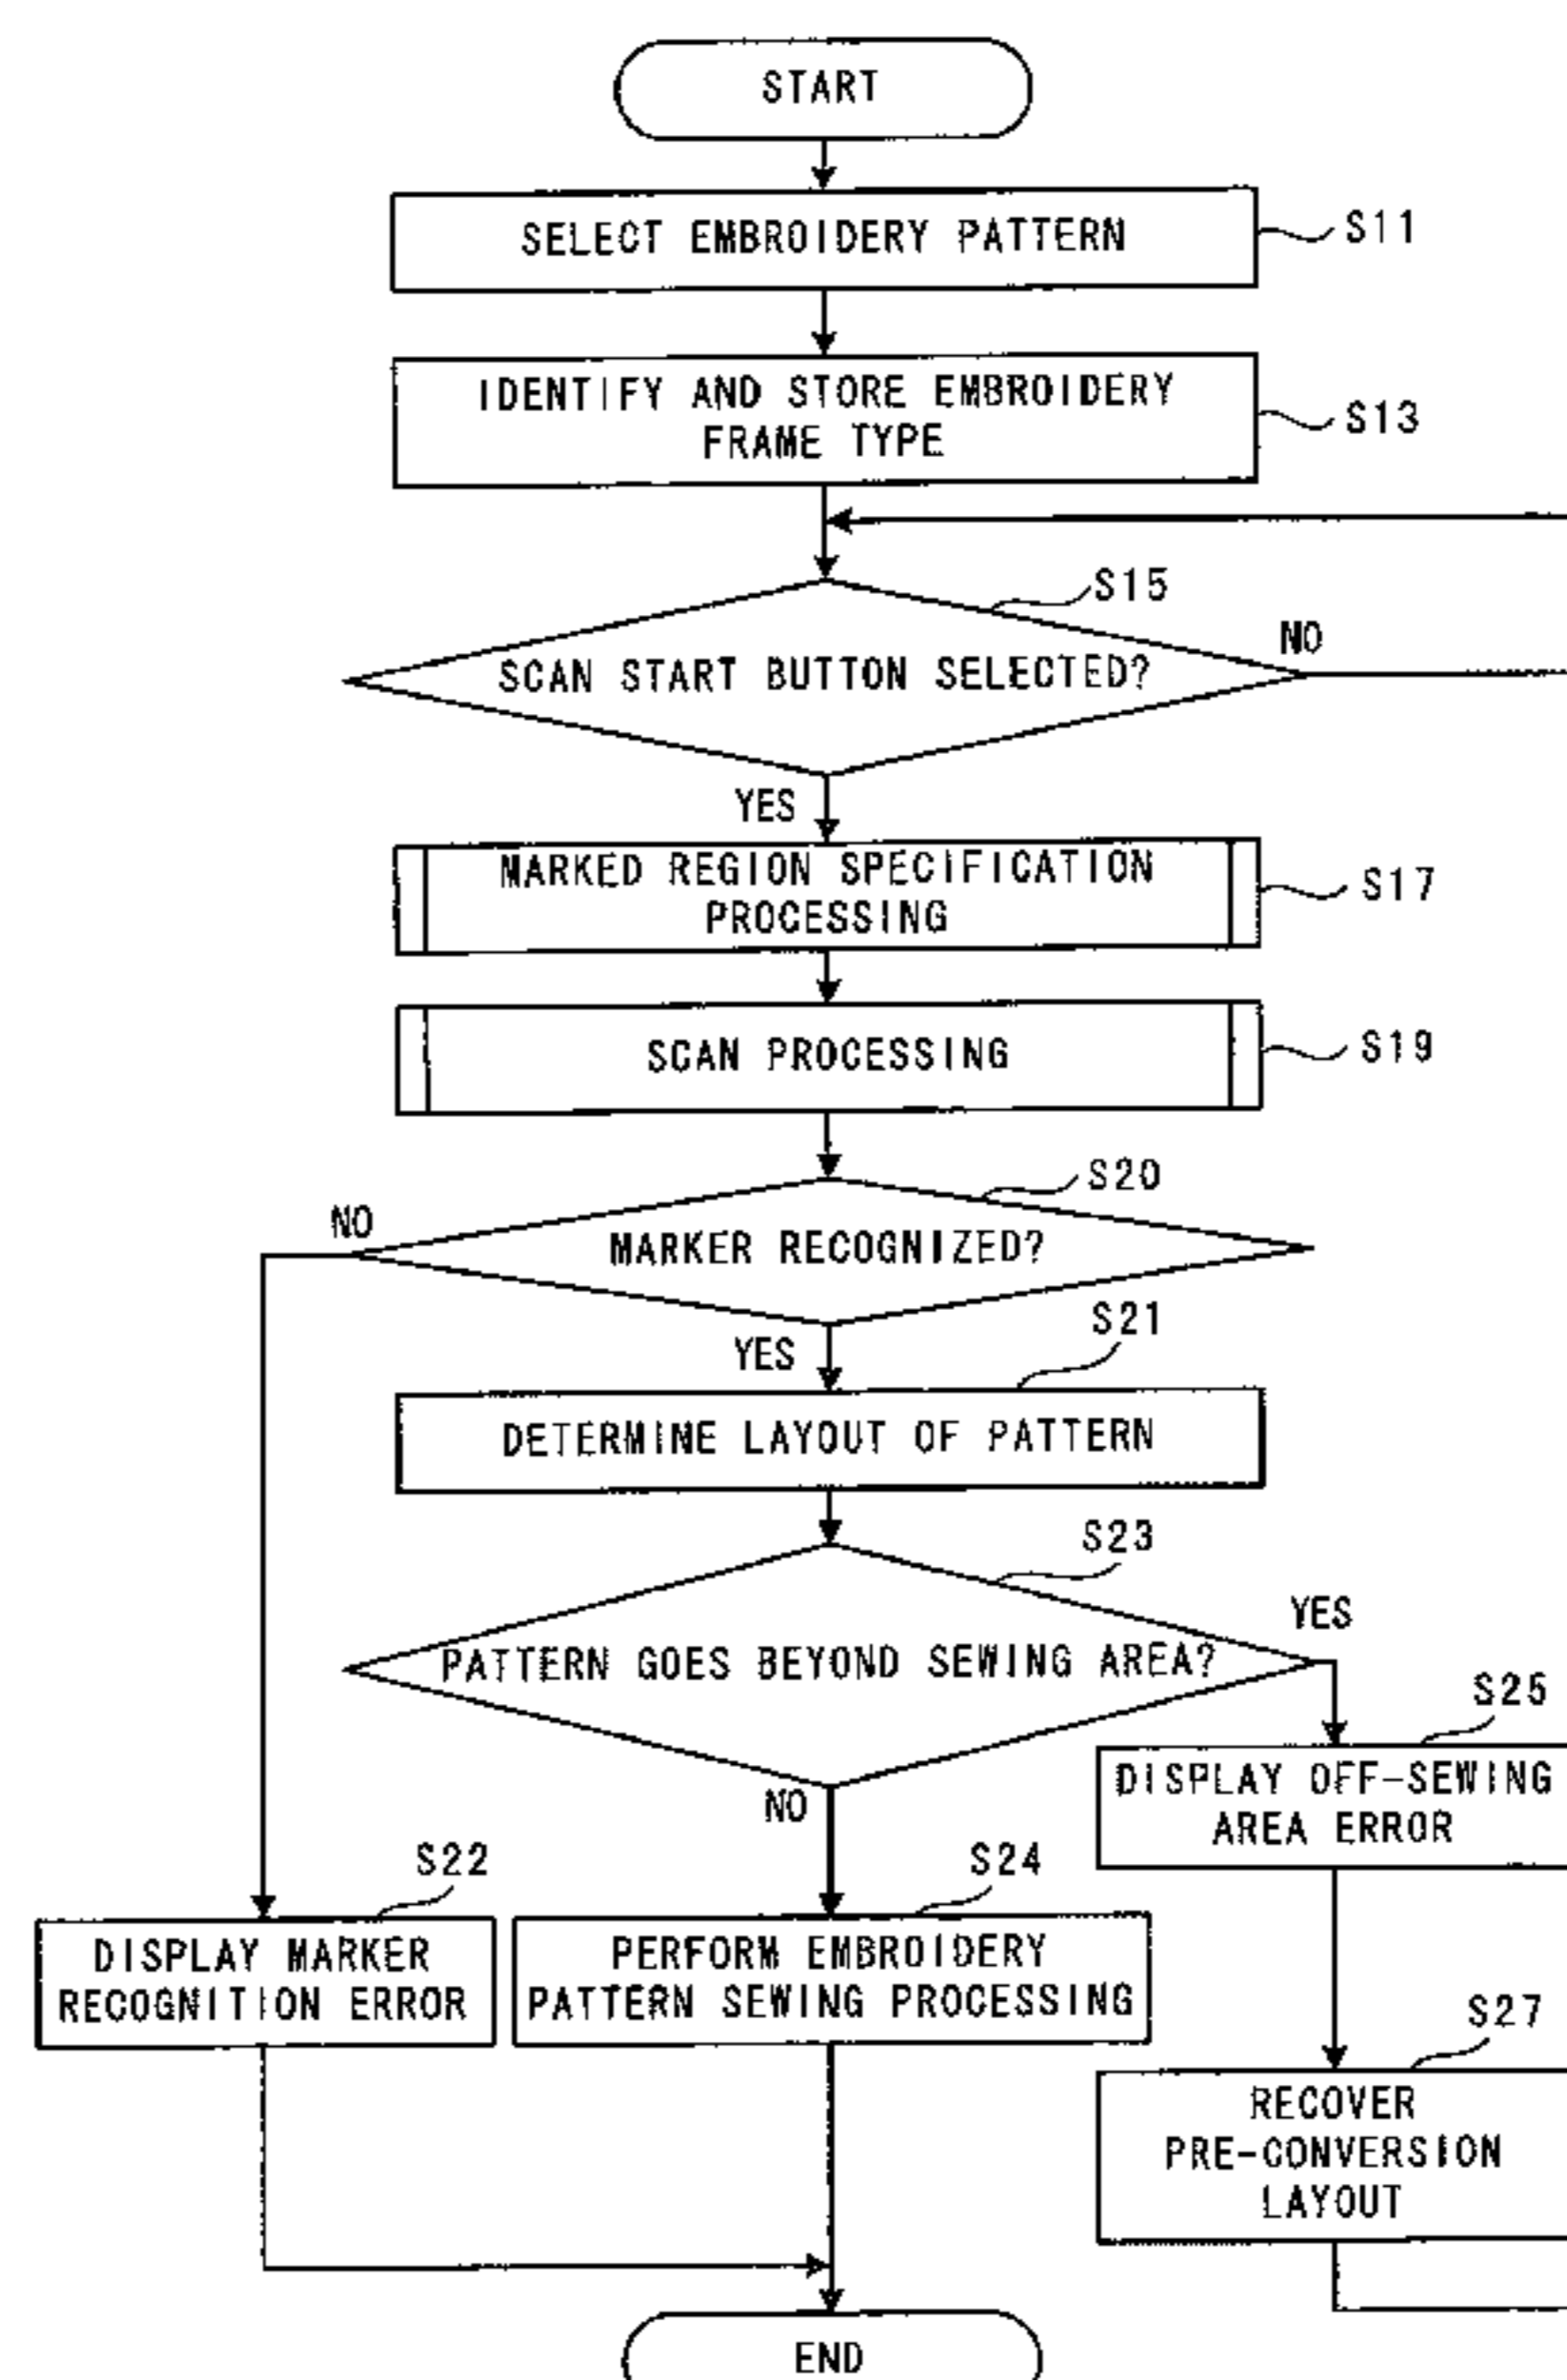 START
SELECT EMBROIDERY PATTERN
S11
IDENTIFY AND STORE EMBROIDERY
FRAME TYPE
S13
S15
SCAN START BUTTON SELECTED?
NO
YES
MARKED REGION SPECIFICATION
PROCESSING
S17
SCAN PROCESSING
S19
S20
NO
MARKER RECOGNIZED?
S21
YES
DETERMINE LAYOUT OF PATTERN
S23
YES
PATTERN GOES BEYOND SEWING AREA?
S25
DISPLAY OFF-SEWING
AREA ERROR
NO
S22
S24
DISPLAY MARKER
RECOGNITION ERROR
PERFORM EMBROIDERY
PATTERN SEWING PROCESSING
S27
RECOVER
PRE-CONVERSION
LAYOUT
END